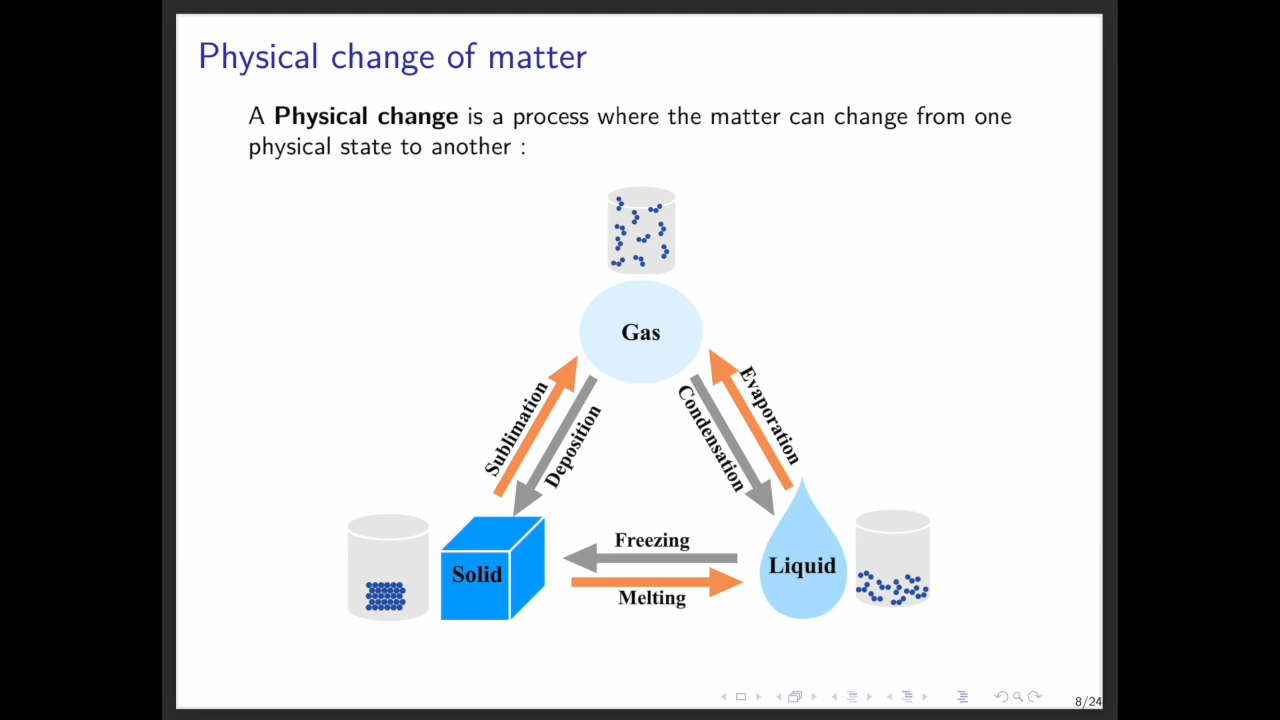 Physical change of matter
A Physical change is a process where the matter can change from one
physical state to another :
Gas
Sublimation
Deposition
Condensation
Evaporation
Freezing
Solid
Liquid
Melting
8/24